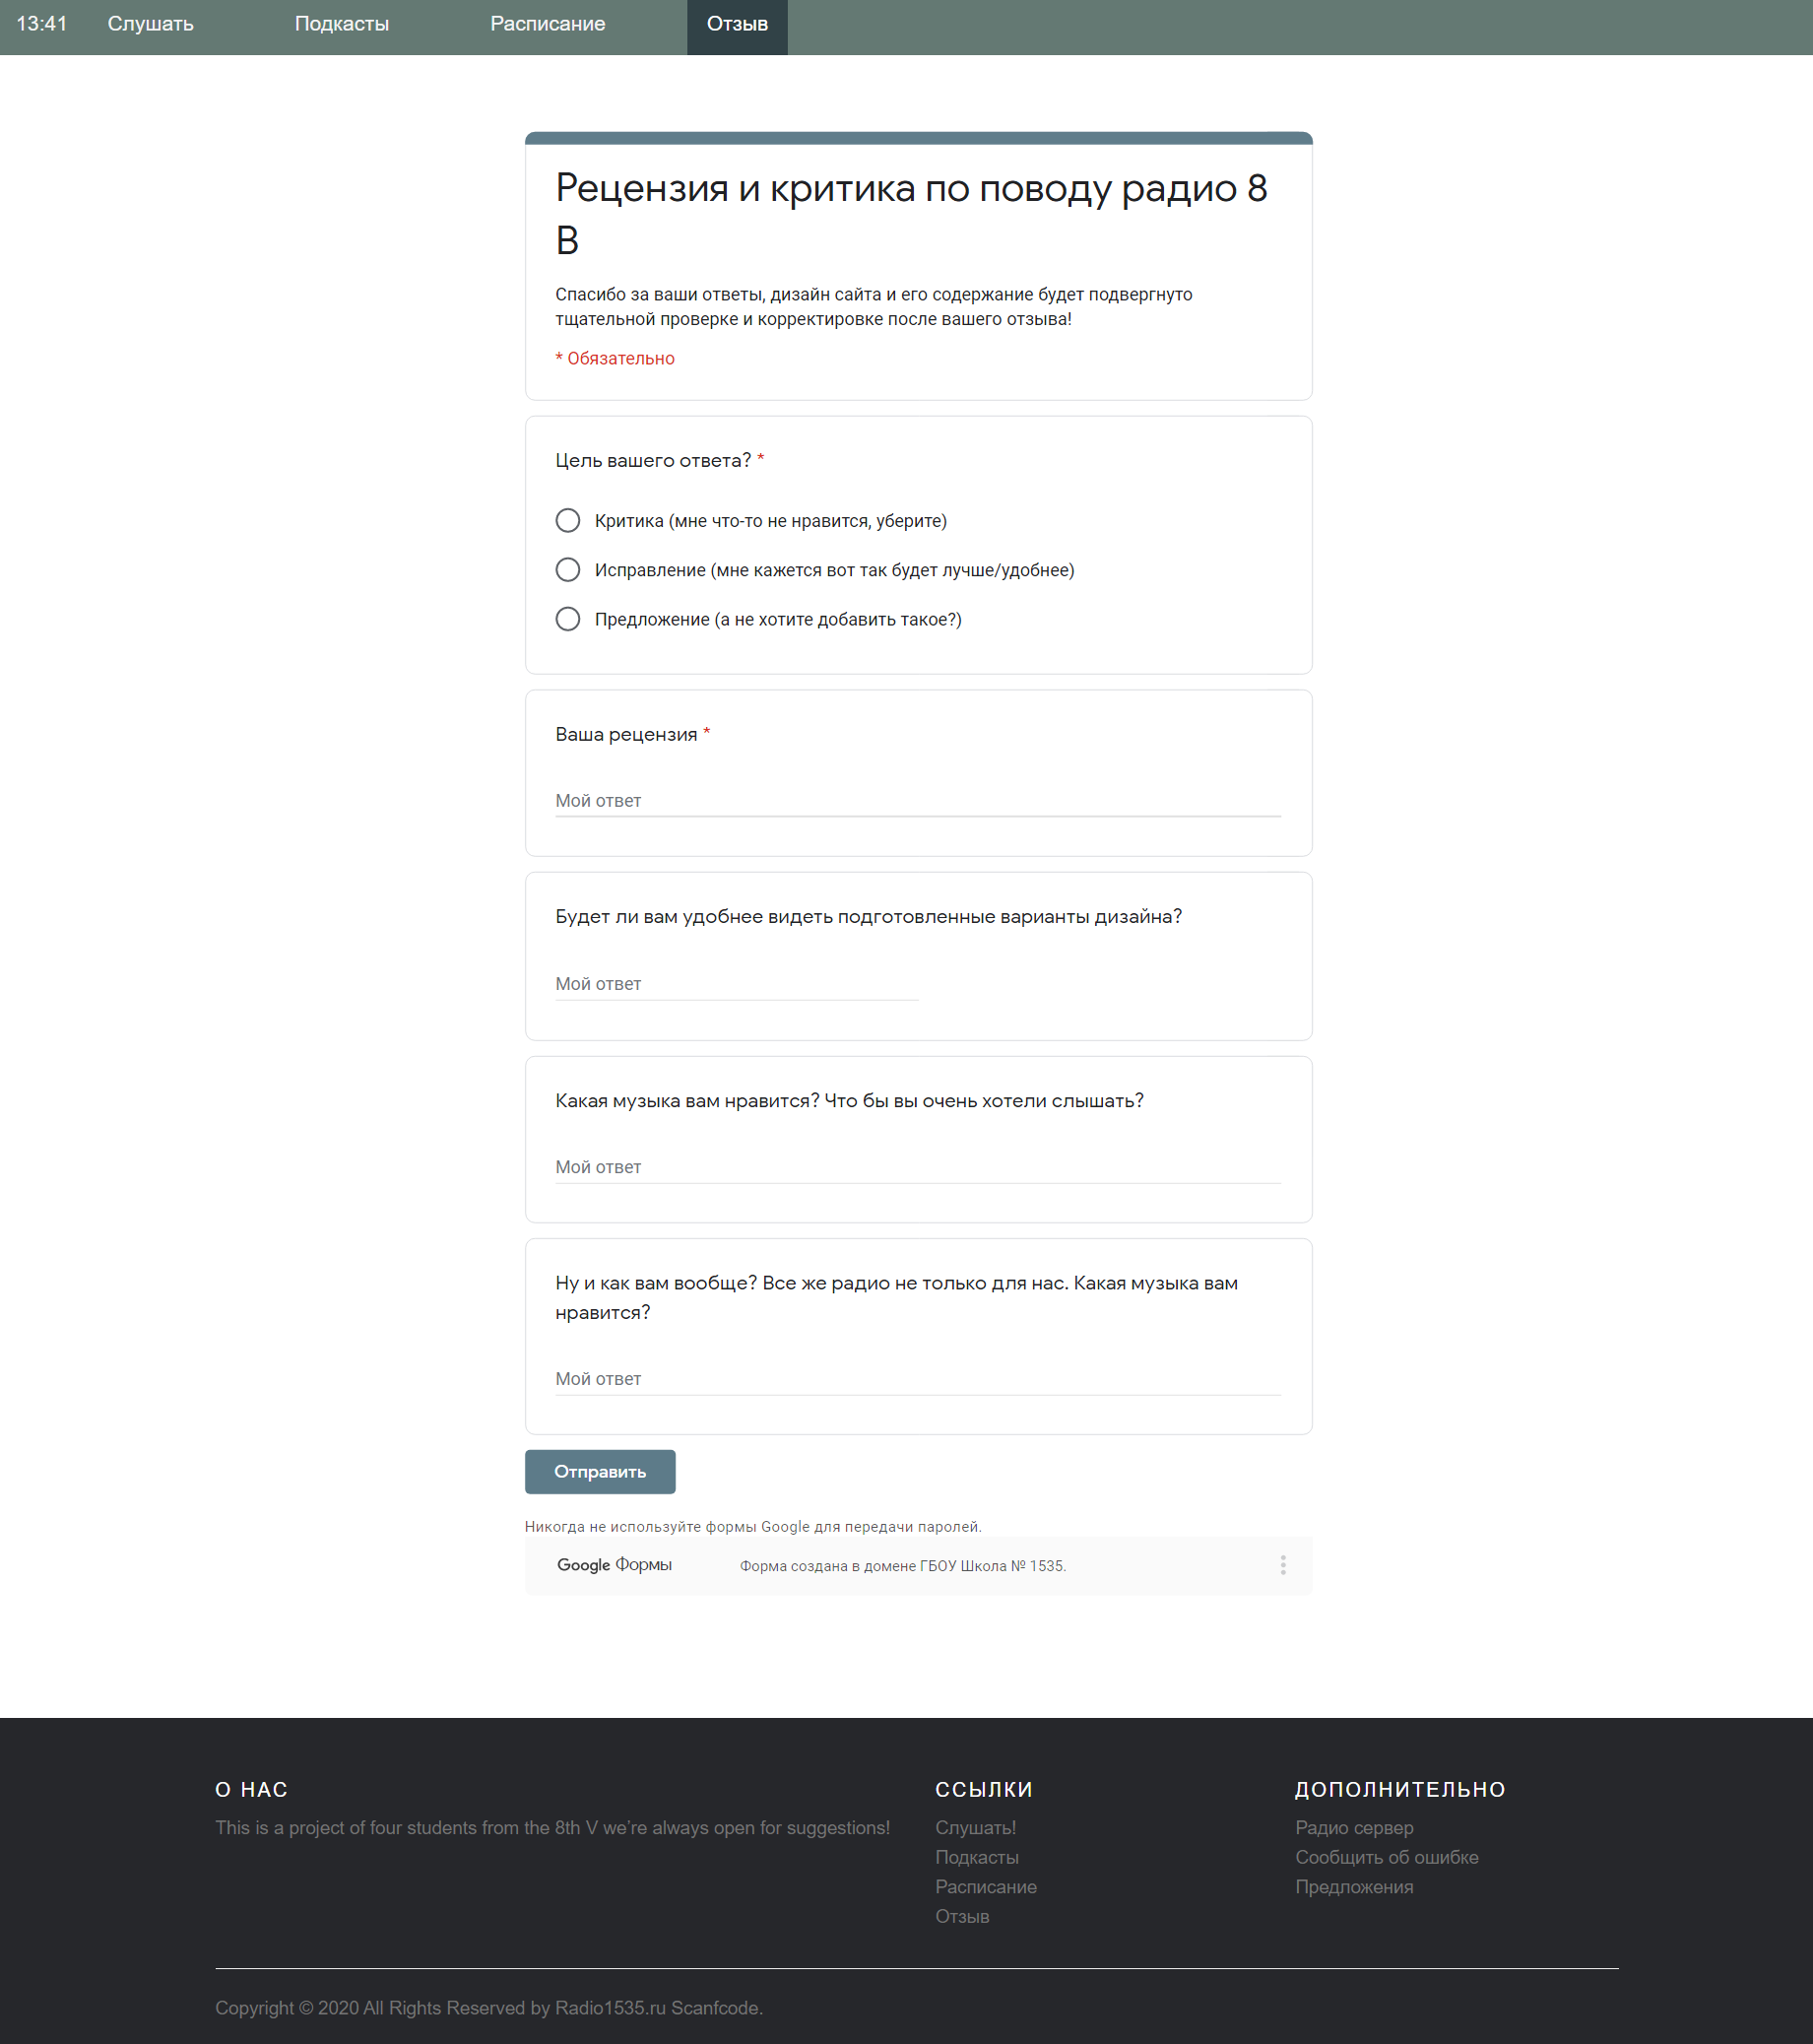 13:41 Слушать Подкасты Расписание Отзыв
Рецензия и критика по поводу радио 8
В
Спасибо за ваши ответы, дизайн сайта и его содержание будет подвергнуто
тщательной проверке и корректировке после вашего отзыва!
* Обязательно
Цель вашего ответа? *
Критика (мне что-то не нравится, уберите)
Исправление (мне кажется вот так будет лучше/удобнее)
Предложение (а не хотите добавить такое?)
Ваша рецензия *
Мой ответ
Будет ли вам удобнее видеть подготовленные варианты дизайна?
Мой ответ
Какая музыка вам нравится? Что бы вы очень хотели слышать?
Мой ответ
Ну и как вам вообще? Все же радио не только для нас. Какая музыка вам
нравится?
Мой ответ
Отправить
Никогда не используйте формы Google для передачи паролей.
Google Формы Форма создана в домене ГБОУ Школа № 1535.
О НАС
This is a project of four students from the 8th V we're always open for suggestions!
ССЫЛКИ
Слушать!
Подкасты
Расписание
Отзыв
ДОПОЛНИТЕЛЬНО
Радио сервер
Сообщить об ошибке
Предложения
Copyright © 2020 All Rights Reserved by Radio1535.ru Scanfcode.